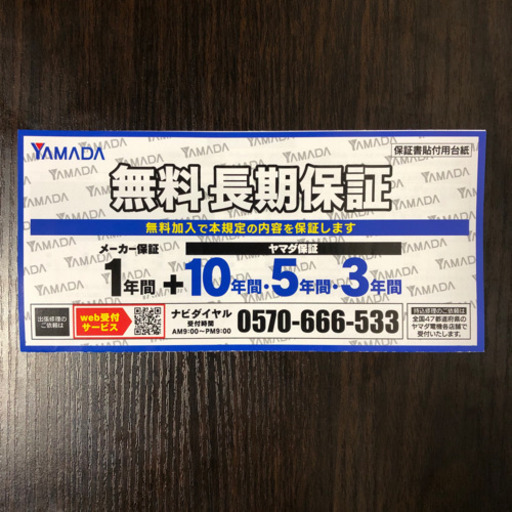 YAMADA
保証書貼付用台紙
無料長期保証
無料加入で本規定の内容を保証します
メーカー保証
ヤマダ保証
1年間+10年間・5年間・3年間
出張修理の
ご依頼は
web受付
サービス
ナビダイヤル
受付時間
AM9:00~PM9:00
0570-666-533
持込修理のご依頼は
全国47都道府県の
ヤマダ電機各店舗で
受付いたします。